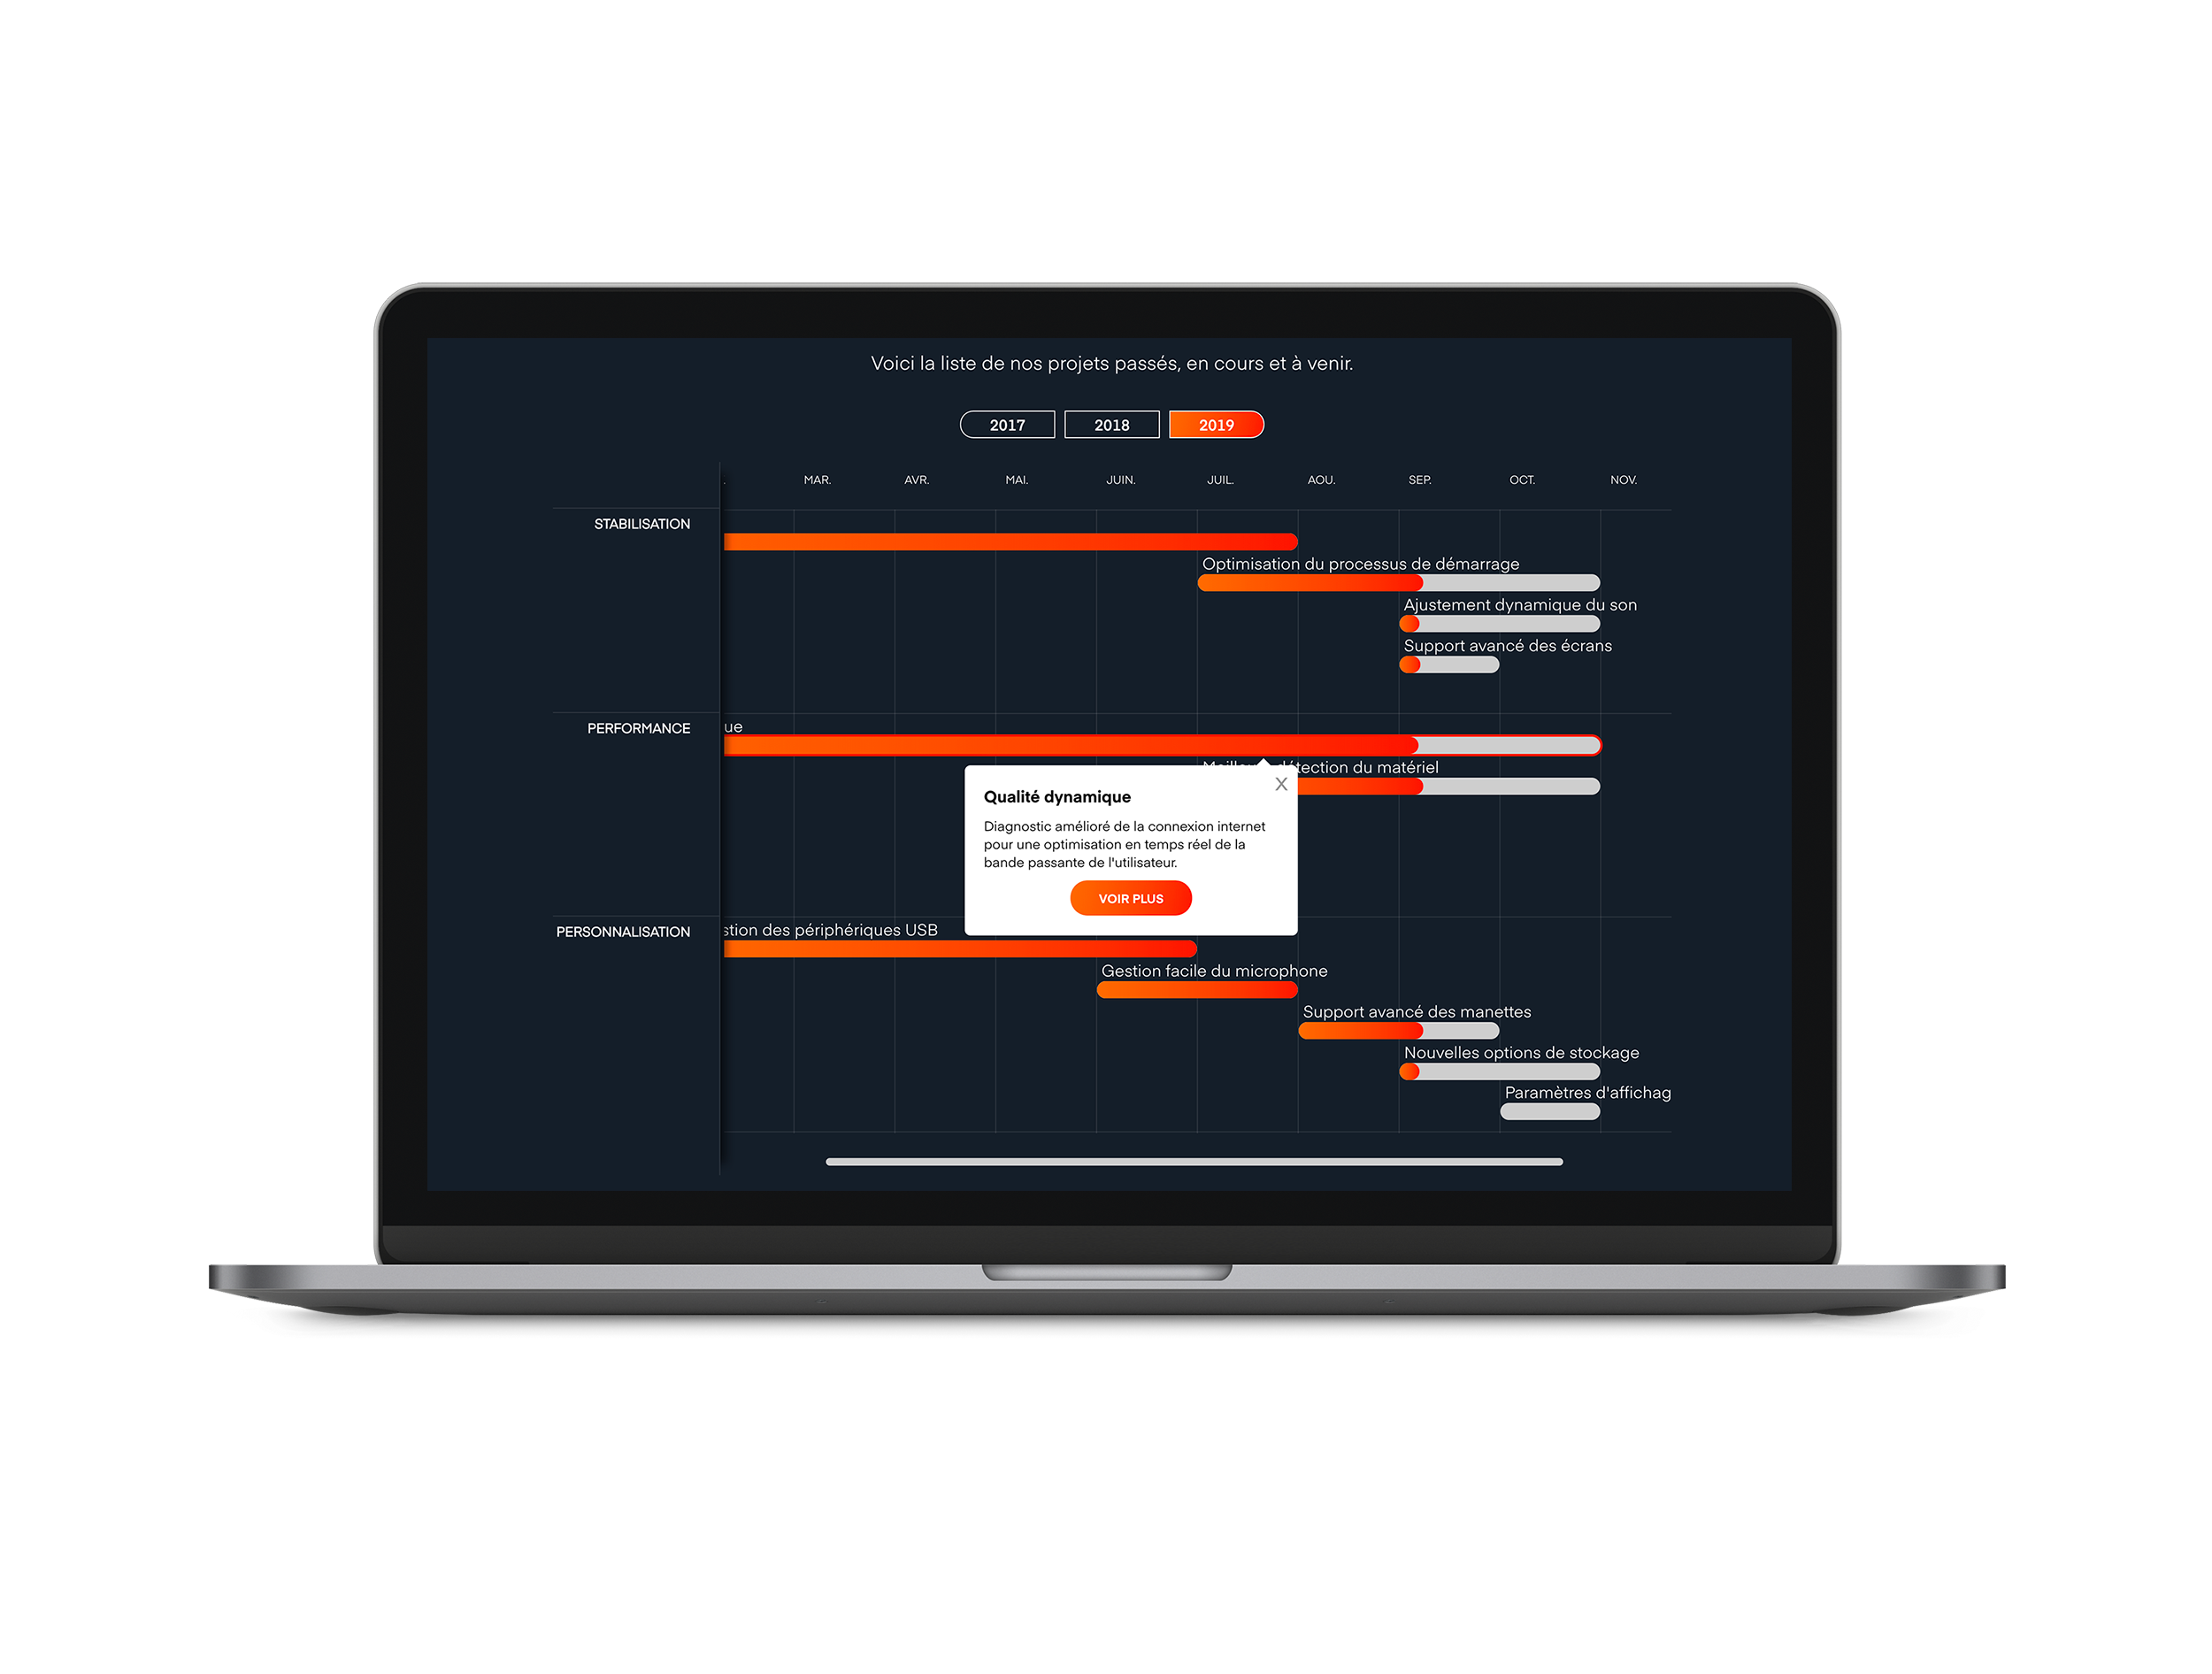 Voici la liste de nos projets passés, en cours et à venir.
2017 2018 2019
MAR. AVR. MAI. JUIN. JUIL. AOU. SEP. OCT. NOV.
STABILISATION
Optimisation du processus de démarrage
Ajustement dynamique du son
Support avancé des écrans
PERFORMANCE
ue
tection du matériel
X
Qualité dynamique
Diagnostic amélioré de la connexion internet
pour une optimisation en temps réel de la
bande passante de l'utilisateur.
VOIR PLUS
PERSONNALISATION
stion des périphériques USB
Gestion facile du microphone
Support avancé des manettes
Nouvelles options de stockage
Paramètres d'affichag